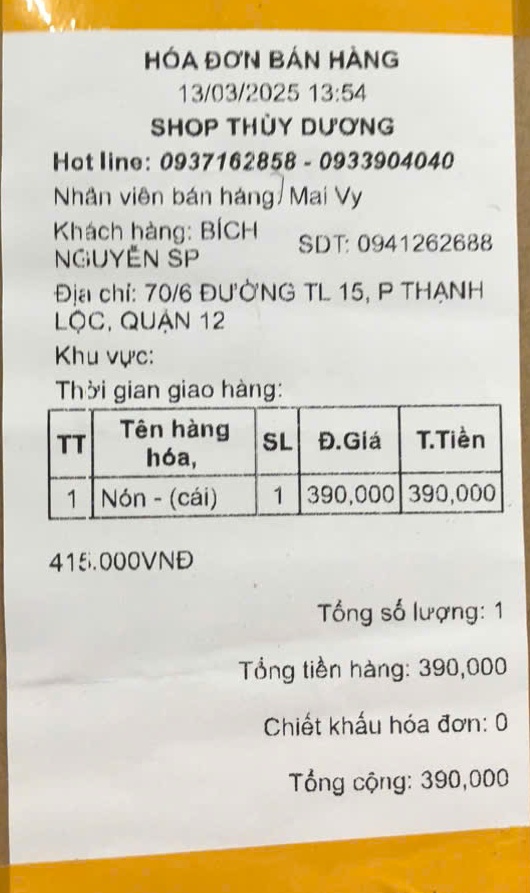 HÓA ĐƠN BÁN HÀNG
13/03/2025 13:54
SHOP THÙY DƯƠNG
Hot line: 0937162858 - 0933904040
Nhân viên bán hàng: Mai Vy
Khách hàng: BÍCH NGUYỄN SP SDT: 0941262688
Địa chỉ: 70/6 ĐƯỜNG TL 15, P THẠNH
LỘC, QUẬN 12
Khu vực:
Thời gian giao hàng:
TT Tên hàng hóa, SL Đ.Giá T.Tiền
1 Nón - (cái) 1 390,000 390,000
415.000VNĐ
Tổng số lượng: 1
Tổng tiền hàng: 390,000
Chiết khấu hóa đơn: 0
Tổng cộng: 390,000